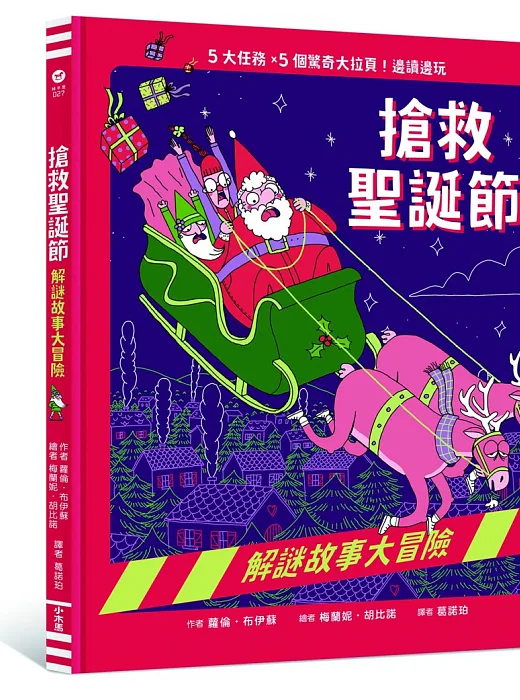 5大任務×5個驚奇大拉頁！邊讀邊玩
搶救
聖誕節
解謎故事大冒險
作者 蘿倫・布伊蘇 繪者 梅蘭妮・胡比諾 譯者 葛諾珀
027
搶救聖誕節
解謎故事大冒險
作者 蘿倫・布伊蘇
繪者 梅蘭妮・胡比諾
譯者 葛諾珀
小木馬